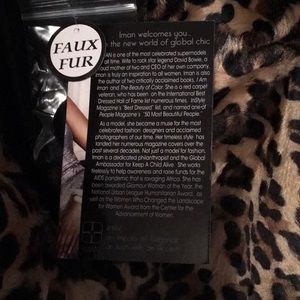 FAUX
FUR
Iman welcomes you...
the new world of global chic
AN is one of the most celebrated supermodels
all time. Wife to rock star legend David Bowie, a
oud mother of two and CEO of her own company,
iman is truly an inspiration to all women. Iman is also
the author of two critically acclaimed books, I Am
Iman and the Beauty of Color. She is a red carpet
veteran, who has been on the International Best
Dressed Hall of Fame list numerous times, InStyle
Magazine's "Best Dressed" list, and named one of
People Magazine's "50 Most Beautiful People."
As a model, she became a muse for the most
celebrated fashion designers and acclaimed
photographers of our time. Her timeless style has
landed her numerous magazine covers over the
past several decades. Not just a model for fashion,
Iman is a dedicated philanthropist and the Global
Ambassador for Keep A Child Alive. She works
tirelessly to help awareness and raise funds for the
AIDS pandemic that is ravaging Africa. She has
been awarded Glamour Woman at the Year, the
National Urban League Humanitarian Award, as
well as the Women Who Changed the Landscape
for Women Award from the Center for the
Advancement of Women.